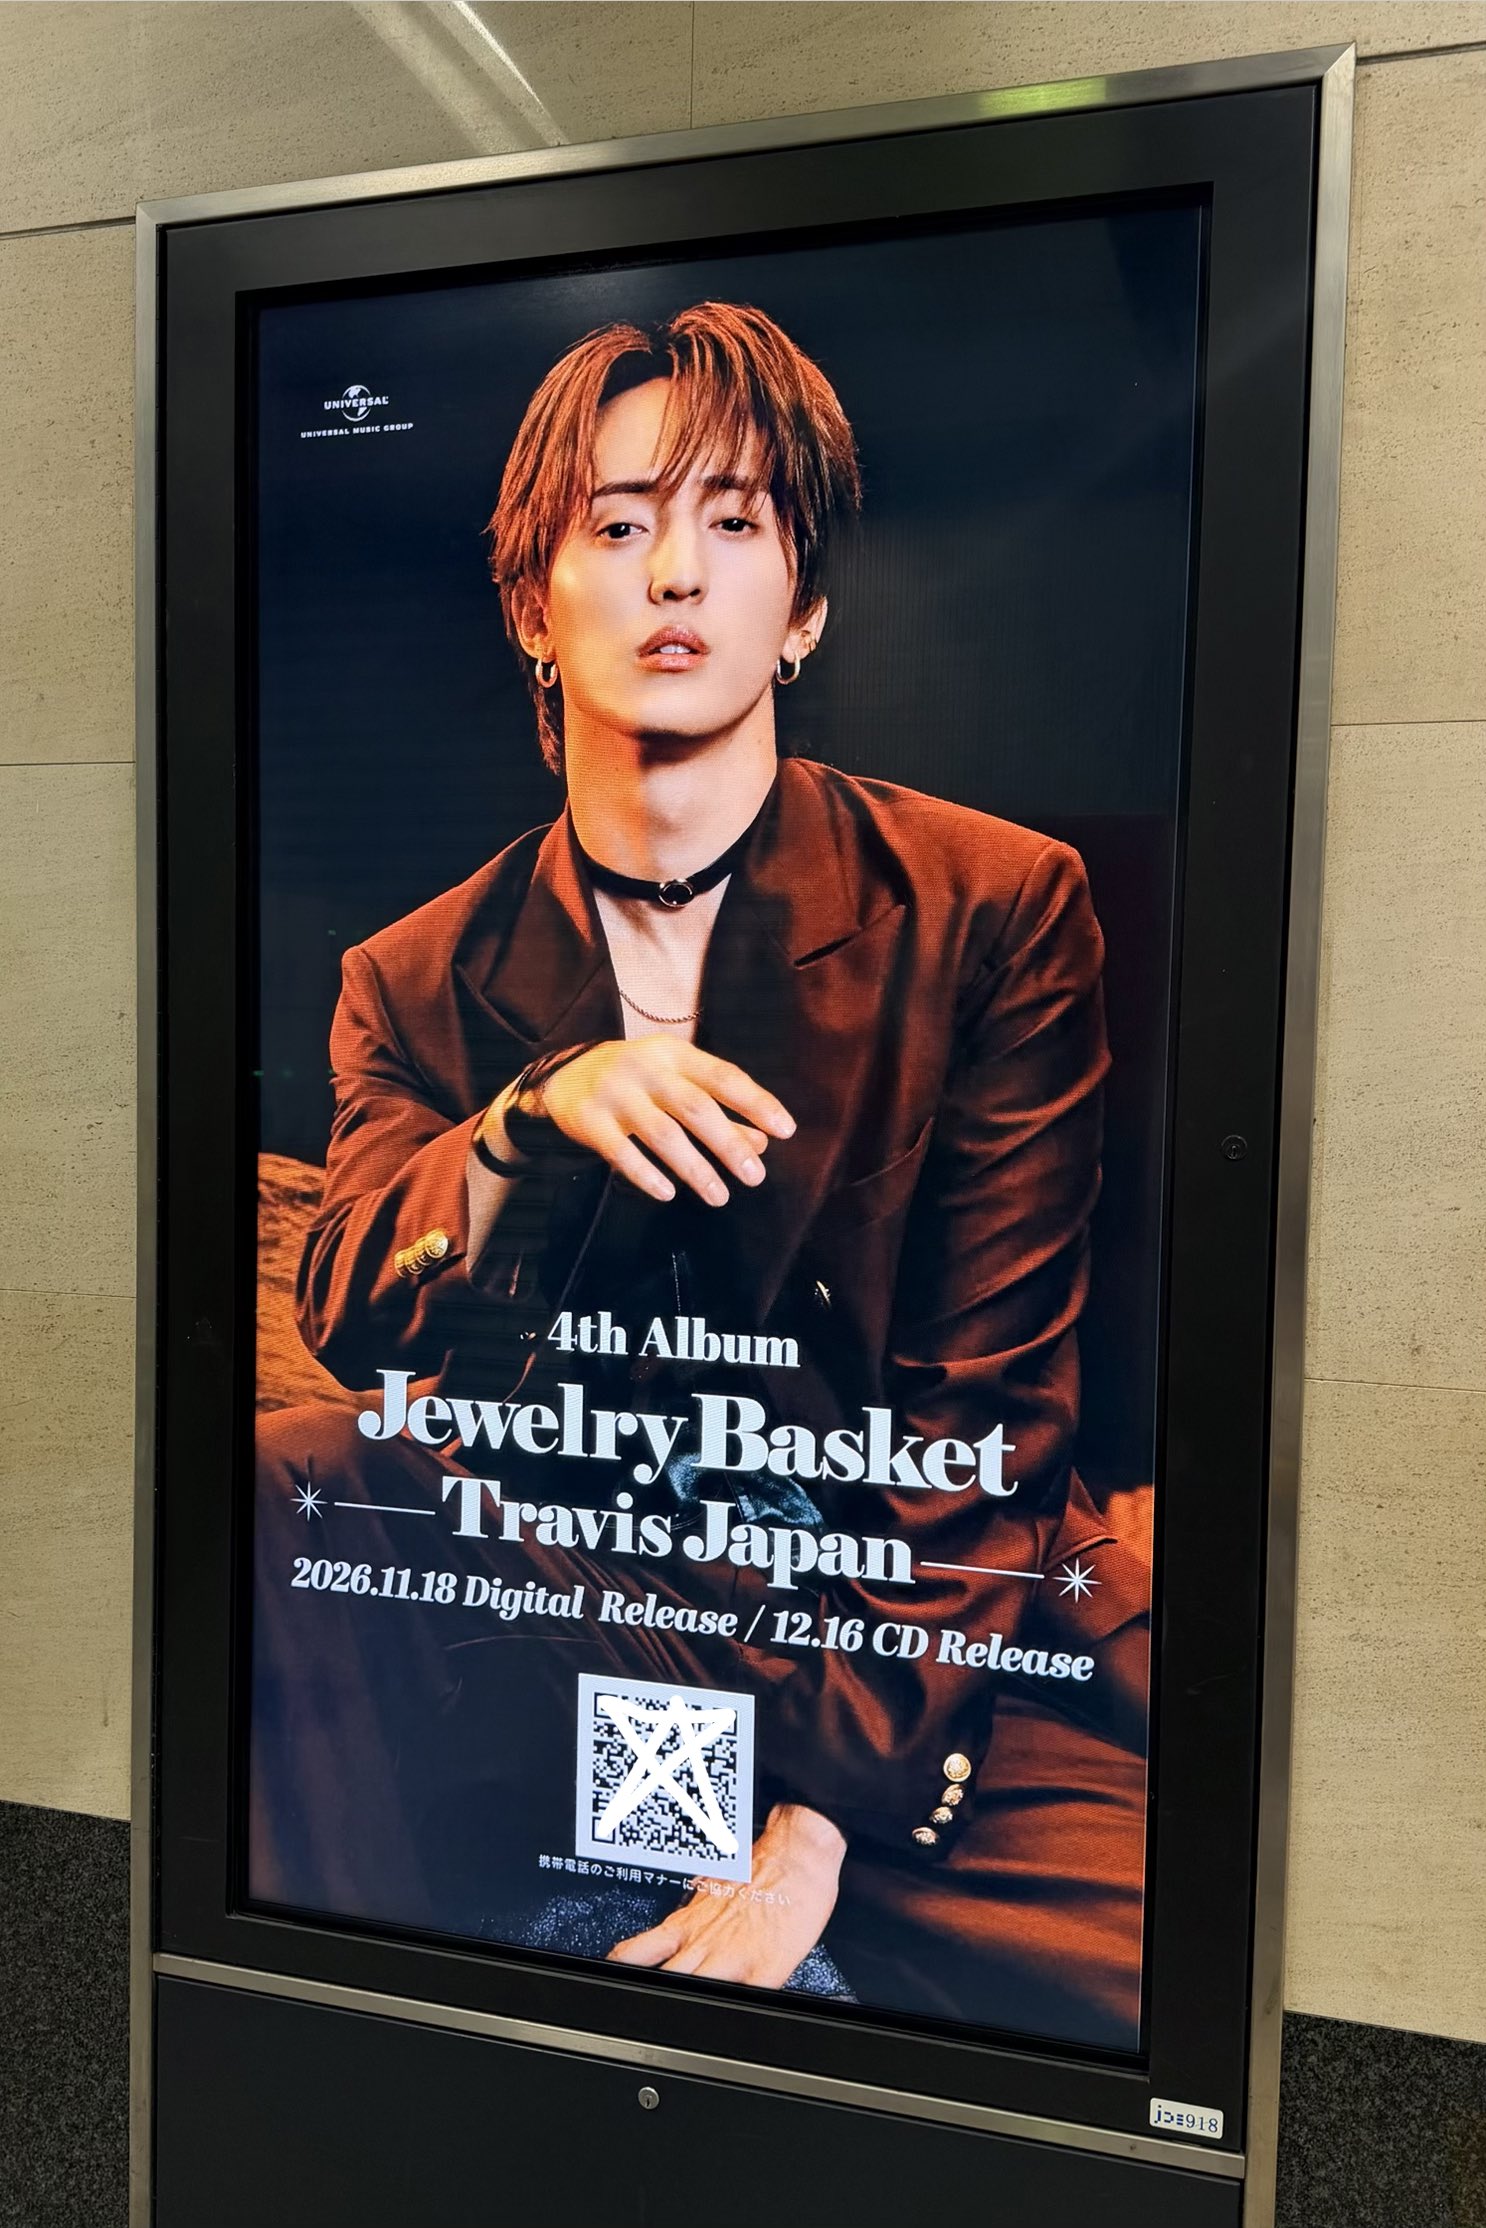 UNIVERSAL
UNIVERSAL MUSIC GROUP
4th Album
Jewelry Basket
Travis Japan
2026.11.18 Digital Release / 12.16 CD Release
携帯電話のご利用マナーにご協力ください
jDE918